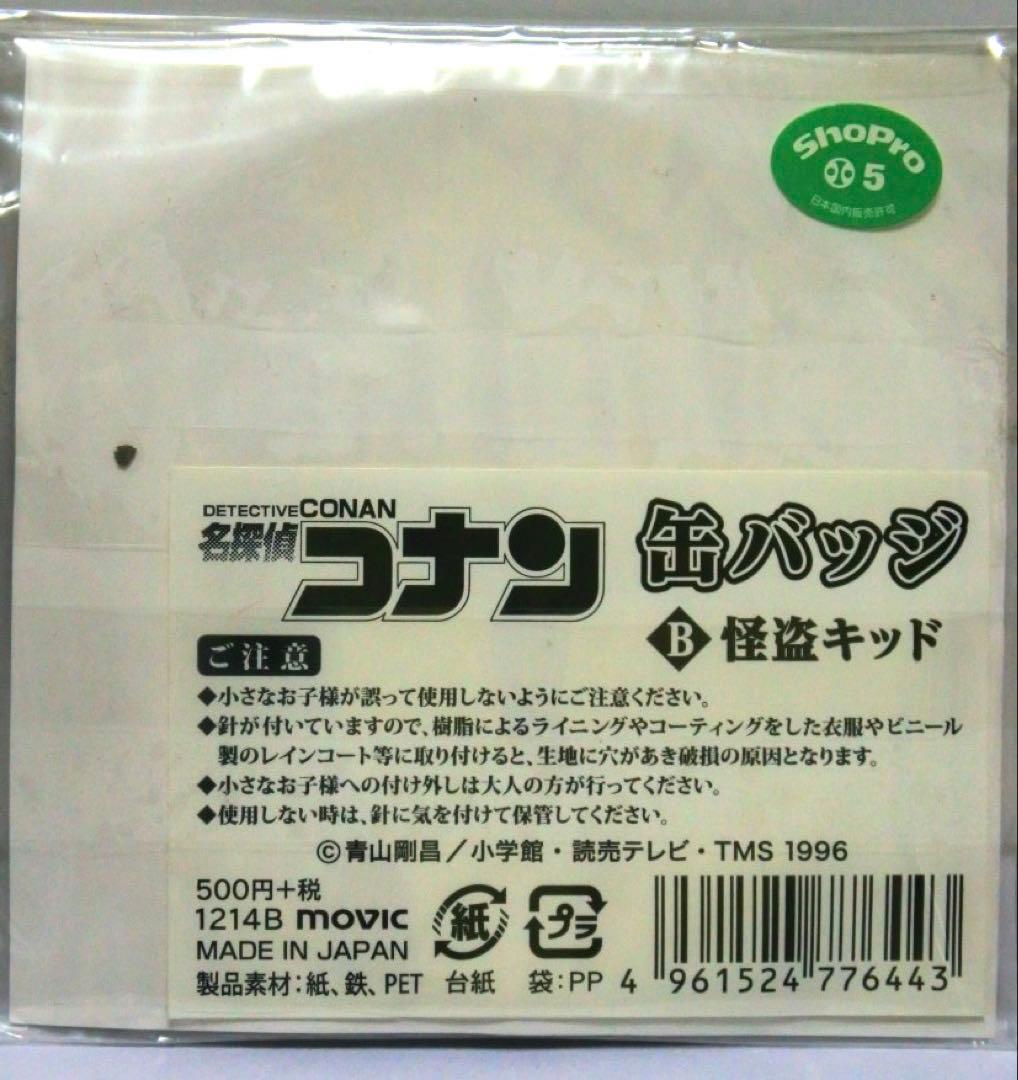 ShoPro
5
日本国内販売許可
DETECTIVE CONAN
名探偵コナン
缶バッジ
B 怪盗キッド
ご注意
◆小さなお子様が誤って使用しないようにご注意ください。
◆針が付いていますので、樹脂によるライニングやコーティングをした衣服やビニール
製のレインコート等に取り付けると、生地に穴があき破損の原因となります。
◆小さなお子様への付け外しは大人の方が行ってください。
◆使用しない時は、針に気を付けて保管してください。
©青山剛昌／小学館・読売テレビ・TMS 1996
500円+税
1214B movic
MADE IN JAPAN
製品素材：紙、鉄、PET
紙
台紙
プラ
袋：PP
4 961524 776443